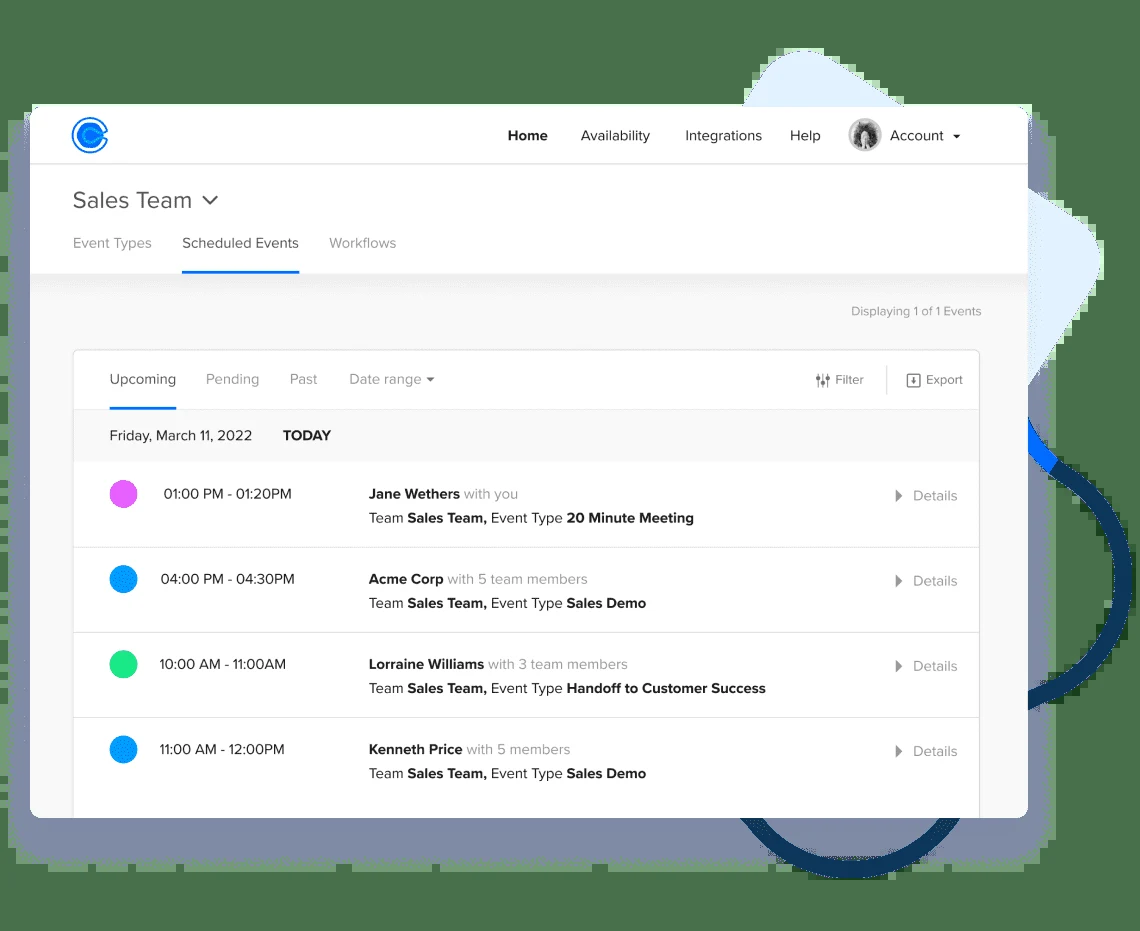 Home Availability Integrations Help Account
Sales Team
Event Types Scheduled Events Workflows
Displaying 1 of 1 Events
Upcoming Pending Past Date range Filter Export
Friday, March 11, 2022 TODAY
01:00 PM - 01:20PM Jane Wethers with you Details
Team Sales Team, Event Type 20 Minute Meeting
04:00 PM - 04:30PM Acme Corp with 5 team members Details
Team Sales Team, Event Type Sales Demo
10:00 AM - 11:00AM Lorraine Williams with 3 team members Details
Team Sales Team, Event Type Handoff to Customer Success
11:00 AM - 12:00PM Kenneth Price with 5 members Details
Team Sales Team, Event Type Sales Demo